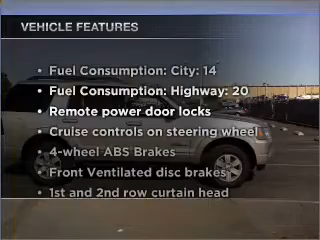 VEHICLE FEATURES
• Fuel Consumption: City: 14
• Fuel Consumption: Highway: 20
• Remote power door locks
• Cruise controls on steering wheel
• 4-wheel ABS Brakes
• Front Ventilated disc brakes
• 1st and 2nd row curtain head